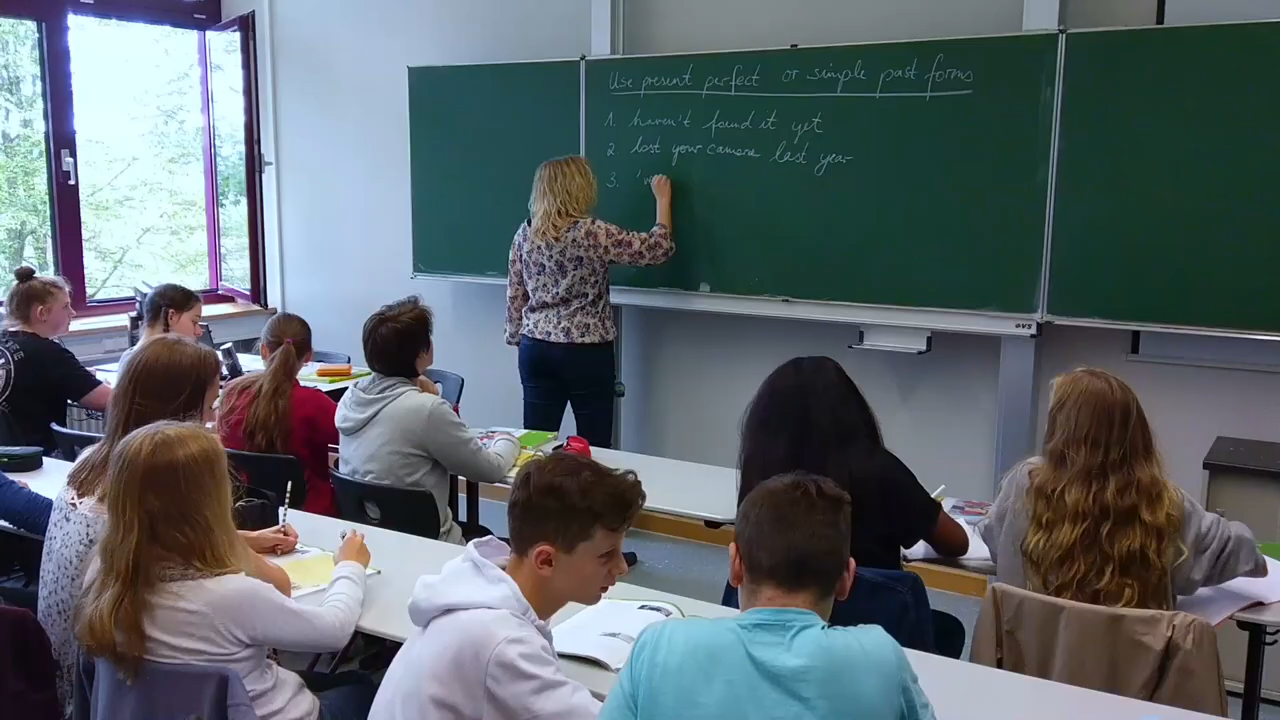 Use present perfect or simple past forms
1. haven't found it yet
2. lost your camera last year
3. 've